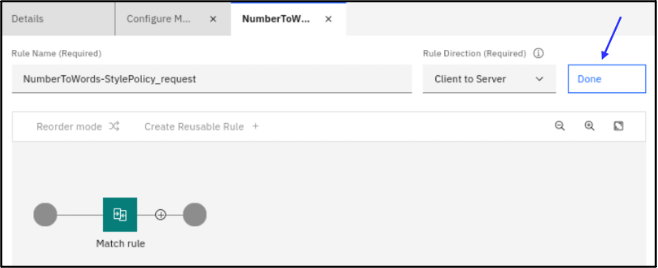 Details
Configure M... ×
NumberToW... ×
Rule Name (Required)
Rule Direction (Required)
NumberToWords-StylePolicy_request
Client to Server
Done
Reorder mode
Create Reusable Rule +
Match rule